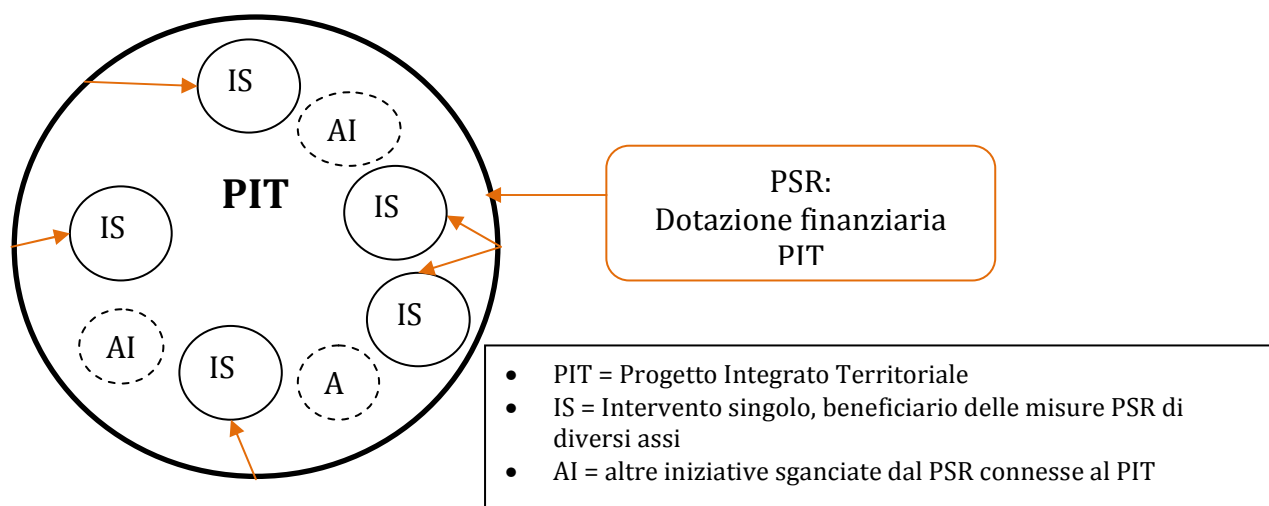 IS
AI
PIT
IS
IS
IS
AI
IS
A
PSR:
Dotazione finanziaria
PIT
• PIT = Progetto Integrato Territoriale
• IS = Intervento singolo, beneficiario delle misure PSR di
diversi assi
• AI = altre iniziative sganciate dal PSR connesse al PIT